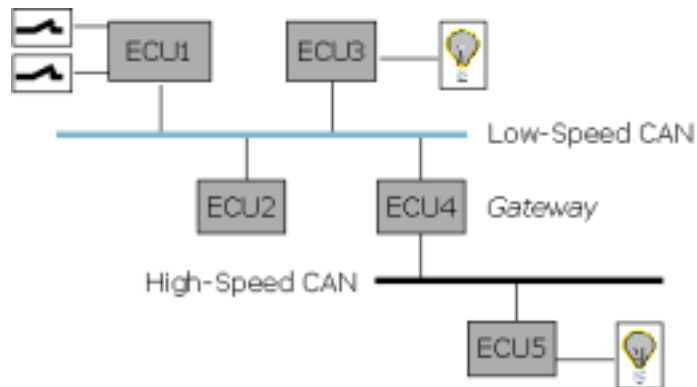 ECU1
ECU3
Low-Speed CAN
ECU2
ECU4
Gateway
High-Speed CAN
ECU5